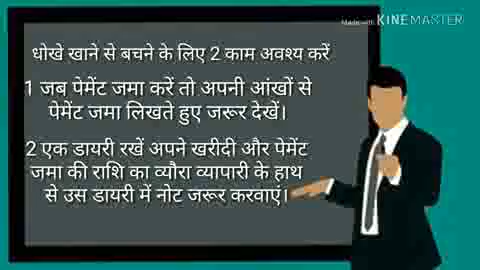 Made with KINEMASTER
धोखे खाने से बचने के लिए 2 काम अवश्य करें
1 जब पेमेंट जमा करें तो अपनी आंखों से
पेमेंट जमा लिखते हुए जरूर देखें।
2 एक डायरी रखें अपने खरीदी और पेमेंट
जमा की राशि का व्यौरा व्यापारी के हाथ
से उस डायरी में नोट जरूर करवाएं।